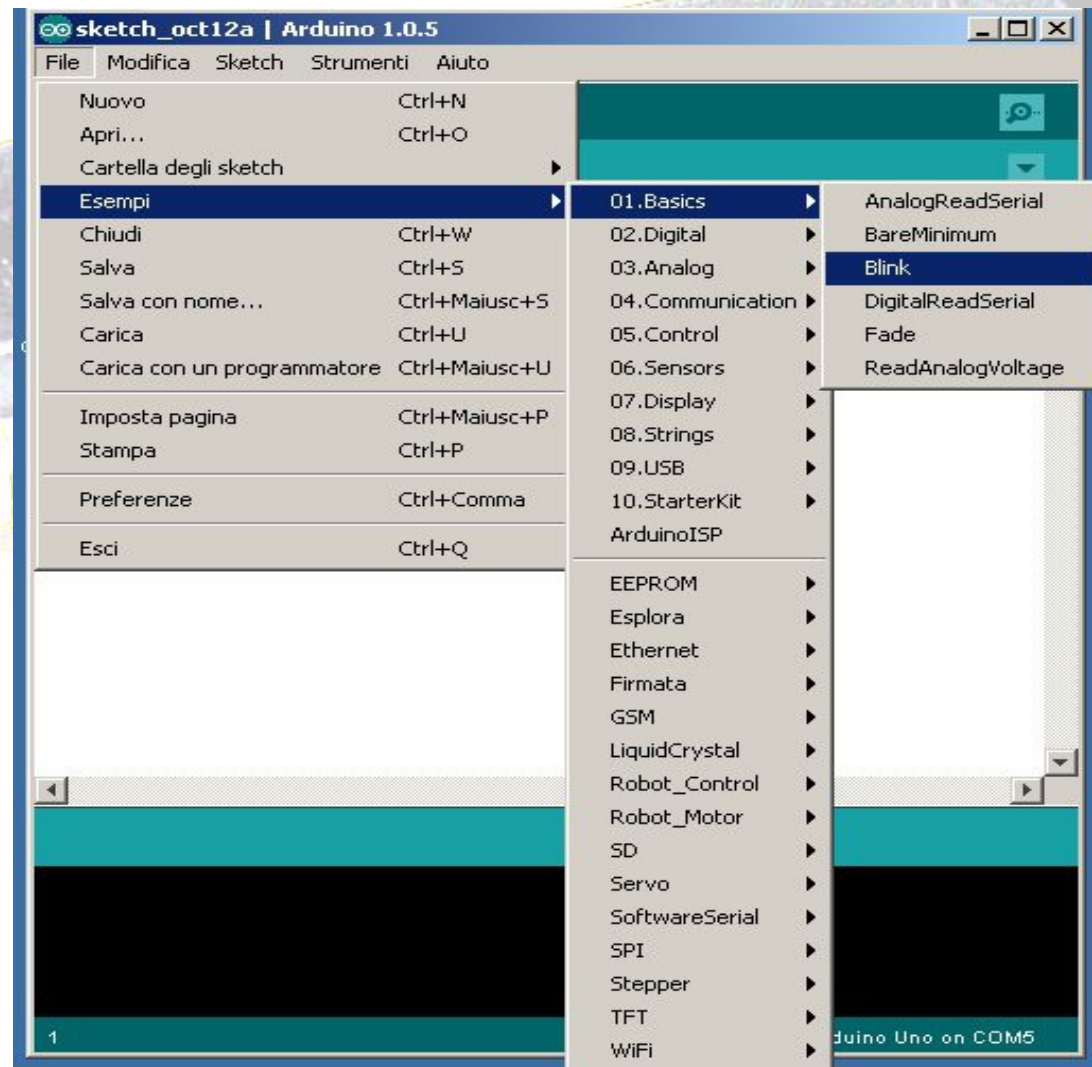 sketch_oct12a | Arduino 1.0.5
File Modifica Sketch Strumenti Aiuto
Nuovo Ctrl+N
Apri... Ctrl+O
Cartella degli sketch
Esempi
Chiudi Ctrl+W
Salva Ctrl+S
Salva con nome... Ctrl+Maiusc+S
Carica Ctrl+U
Carica con un programmatore Ctrl+Maiusc+U
Imposta pagina Ctrl+Maiusc+P
Stampa Ctrl+P
Preferenze Ctrl+Comma
Esci Ctrl+Q
01.Basics
02.Digital
03.Analog
04.Communication
05.Control
06.Sensors
07.Display
08.Strings
09.USB
10.StarterKit
ArduinoISP
EEPROM
Esplora
Ethernet
Firmata
GSM
LiquidCrystal
Robot_Control
Robot_Motor
SD
Servo
SoftwareSerial
SPI
Stepper
TFT
WiFi
AnalogReadSerial
BareMinimum
Blink
DigitalReadSerial
Fade
ReadAnalogVoltage
1 duino Uno on COM5